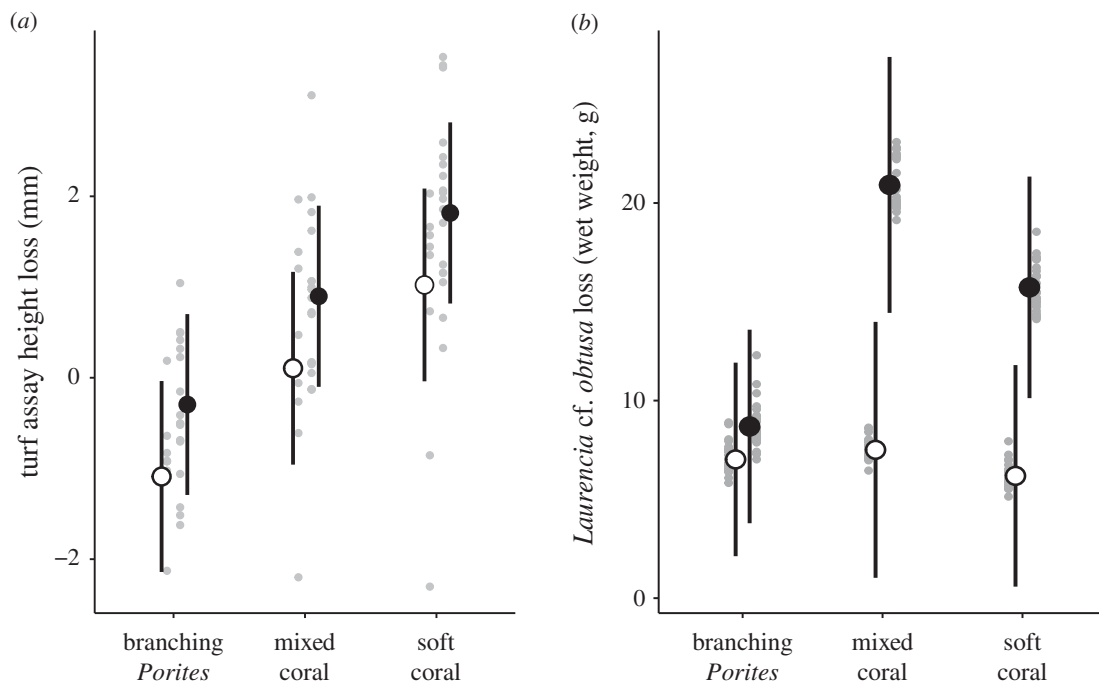 (a)
turf assay height loss (mm)
2
0
−2
branching
Porites
mixed
coral
soft
coral
(b)
Laurencia cf. obtusa loss (wet weight, g)
20
10
0
branching
Porites
mixed
coral
soft
coral